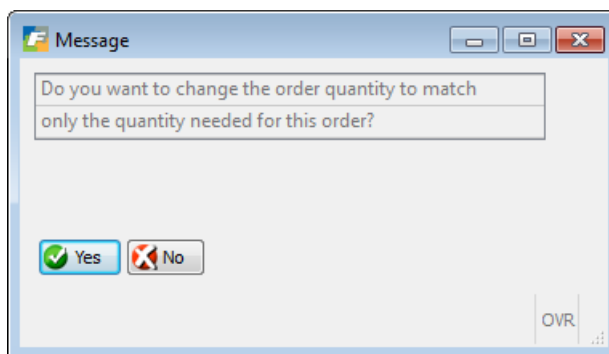 Message
Do you want to change the order quantity to match
only the quantity needed for this order?
Yes No
OVR